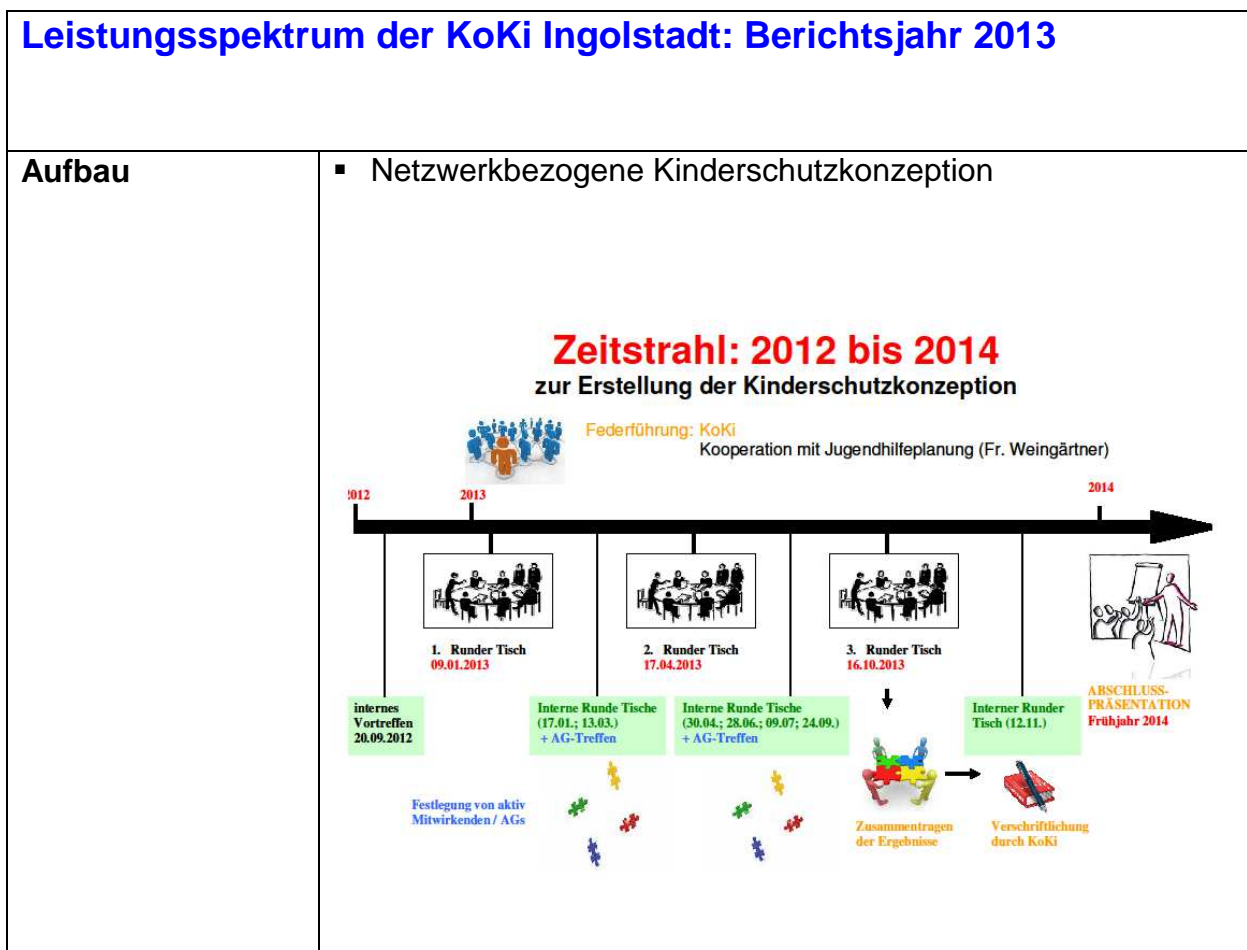 Leistungsspektrum der KoKi Ingolstadt: Berichtsjahr 2013
Aufbau
▪ Netzwerkbezogene Kinderschutzkonzeption
Zeitstrahl: 2012 bis 2014
zur Erstellung der Kinderschutzkonzeption
Federführung: KoKi
Kooperation mit Jugendhilfeplanung (Fr. Weingärtner)
2012
2013
2014
1. Runder Tisch
09.01.2013
2. Runder Tisch
17.04.2013
3. Runder Tisch
16.10.2013
ABSCHLUSS-
PRÄSENTATION
Frühjahr 2014
internes
Vortreffen
20.09.2012
Interne Runde Tische
(17.01.; 13.03.)
+ AG-Treffen
Interne Runde Tische
(30.04.; 28.06.; 09.07; 24.09.)
+ AG-Treffen
Interner Runder
Tisch (12.11.)
Festlegung von aktiv
Mitwirkenden / AGs
Zusammentragen
der Ergebnisse
Verschriftlichung
durch KoKi